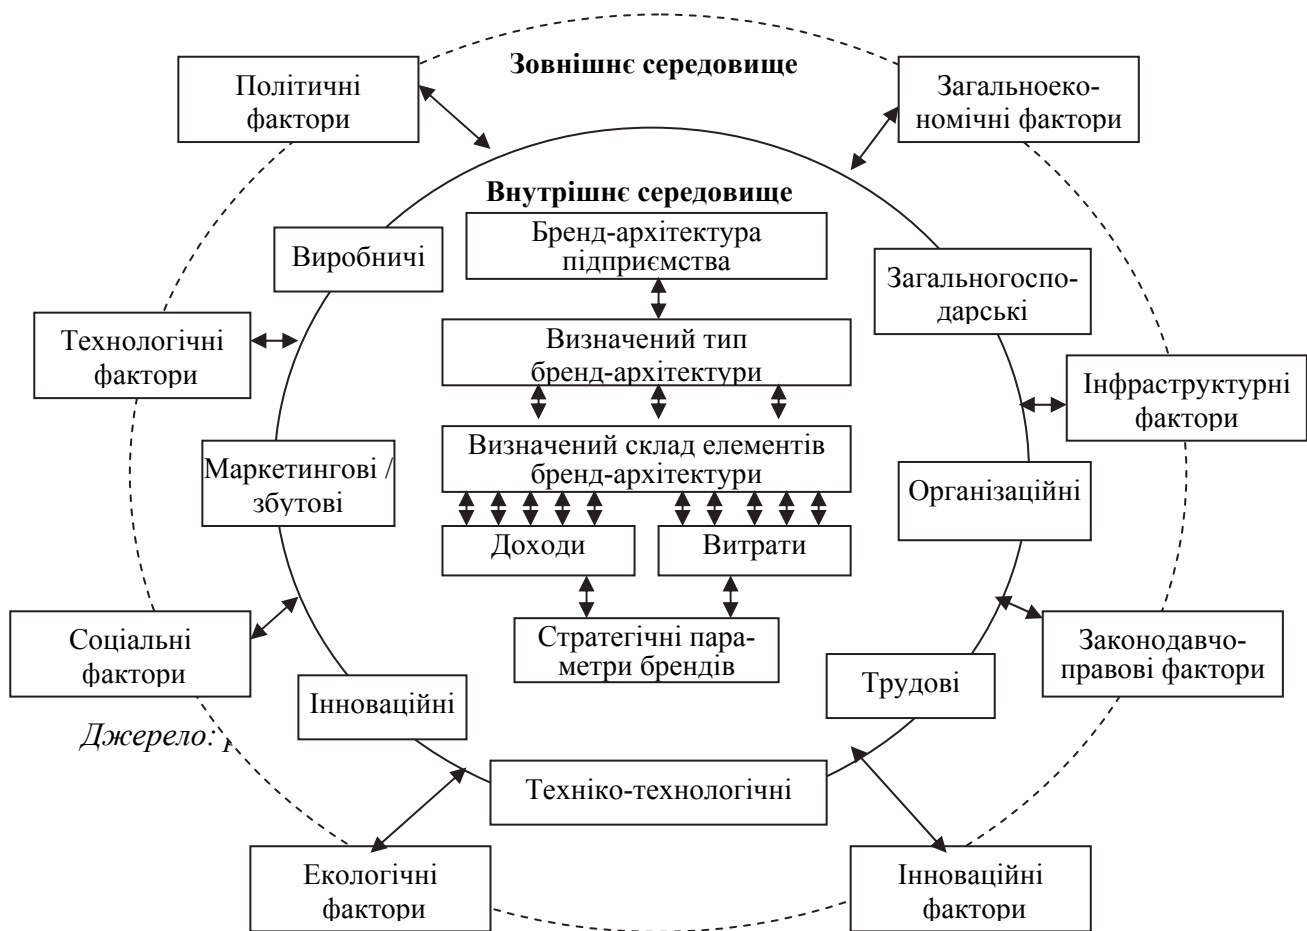 Зовнішнє середовище
Політичні
фактори
Загальноеко-
номічні фактори
Внутрішнє середовище
Бренд-архітектура
підприємства
Виробничі
Загальногоспо-
дарські
Технологічні
фактори
Визначений тип
бренд-архітектури
Інфраструктурні
фактори
Визначений склад елементів
бренд-архітектури
Маркетингові /
збутові
Організаційні
Доходи
Витрати
Соціальні
фактори
Стратегічні пара-
метри брендів
Законодавчо-
правові фактори
Інноваційні
Трудові
Джерело:
Техніко-технологічні
Екологічні
фактори
Інноваційні
фактори